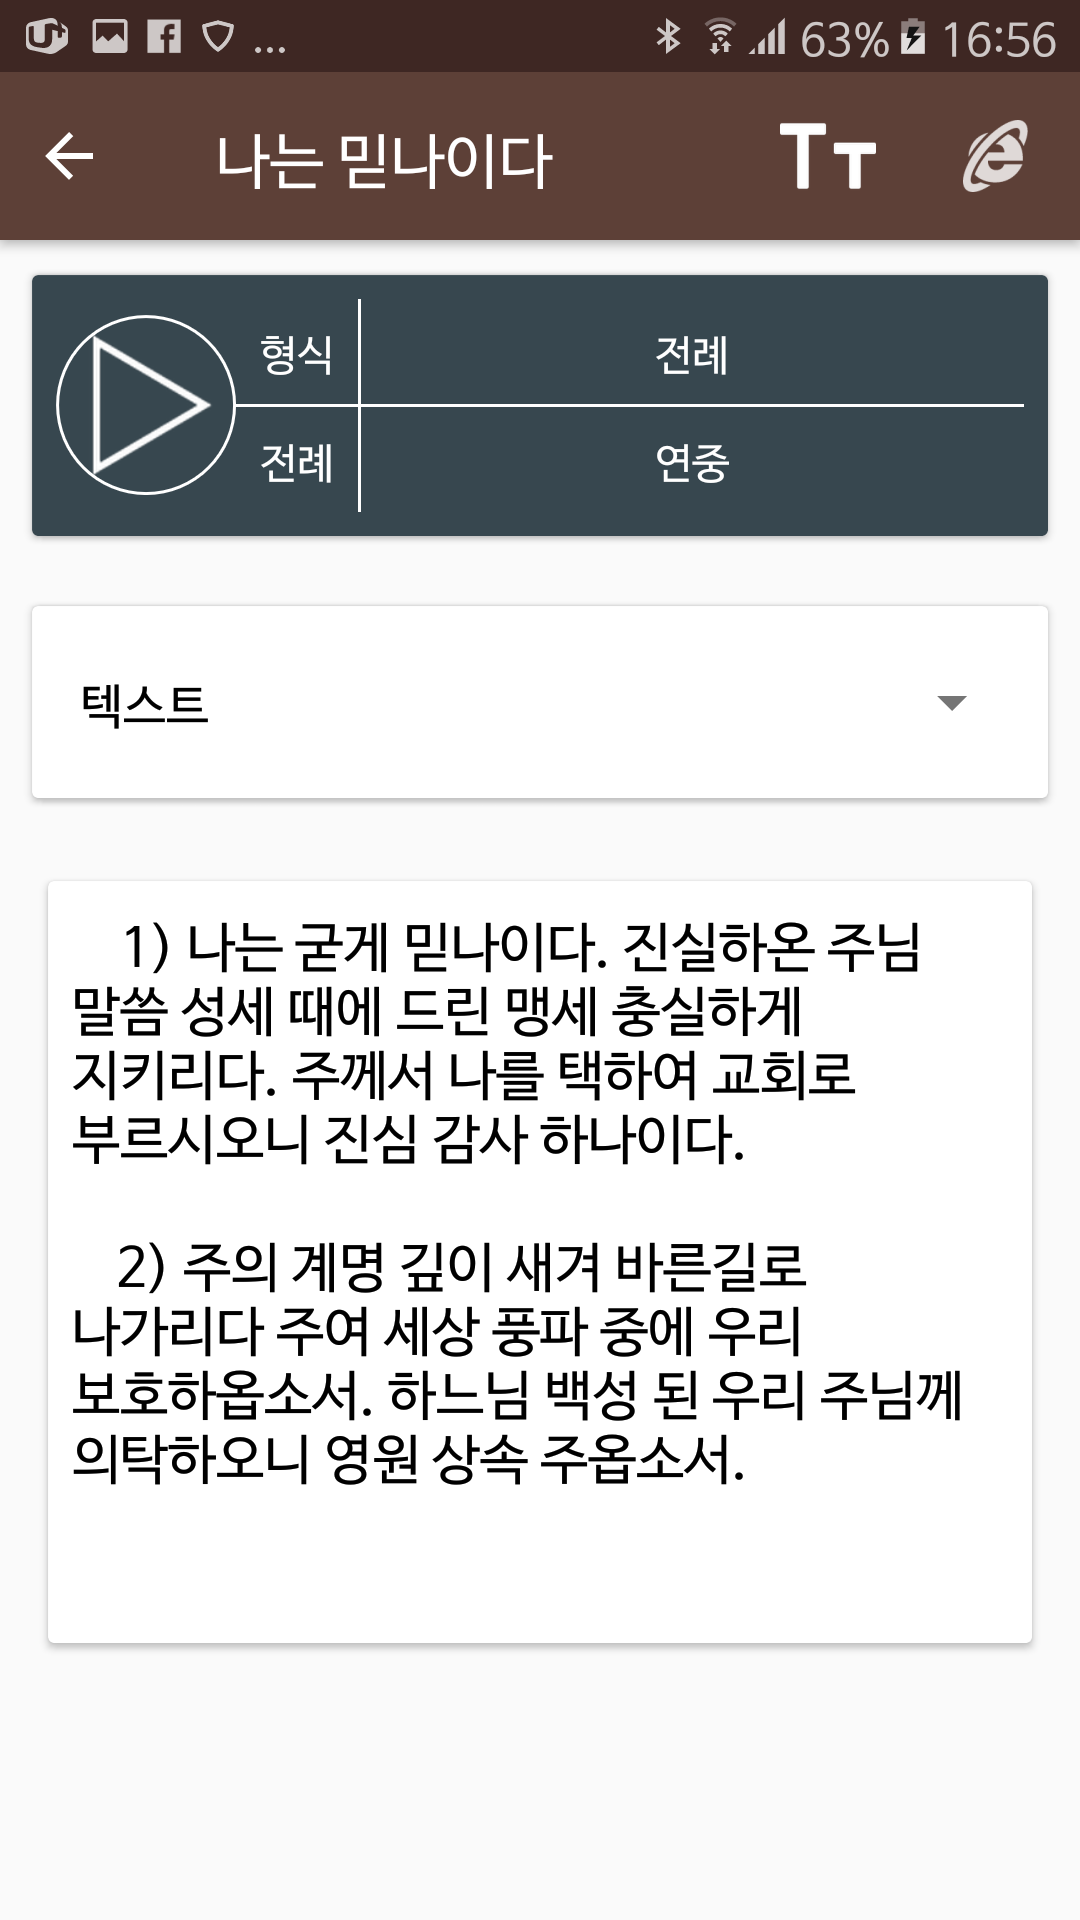 ... 63% 16:56
나는 믿나이다 TT
형식 전례
전례 연중
텍스트
1) 나는 굳게 믿나이다. 진실하온 주님
말씀 성세 때에 드린 맹세 충실하게
지키리다. 주께서 나를 택하여 교회로
부르시오니 진심 감사 하나이다.
2) 주의 계명 깊이 새겨 바른길로
나가리다 주여 세상 풍파 중에 우리
보호하옵소서. 하느님 백성 된 우리 주님께
의탁하오니 영원 상속 주옵소서.